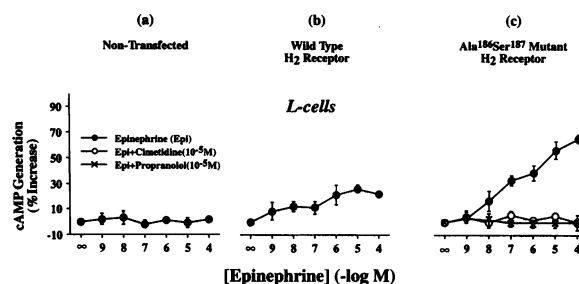 (a)
Non-Transfected
(b)
Wild Type
H2 Receptor
(c)
Ala186Ser187 Mutant
H2 Receptor
L-cells
cAMP Generation
(% Increase)
90
70
50
30
10
-10
Epinephrine (Epi)
Epi+Cimetidine(10-5M)
Epi+Propranolol(10-5M)
∞ 9 8 7 6 5 4
∞ 9 8 7 6 5 4
∞ 9 8 7 6 5 4
[Epinephrine] (-log M)